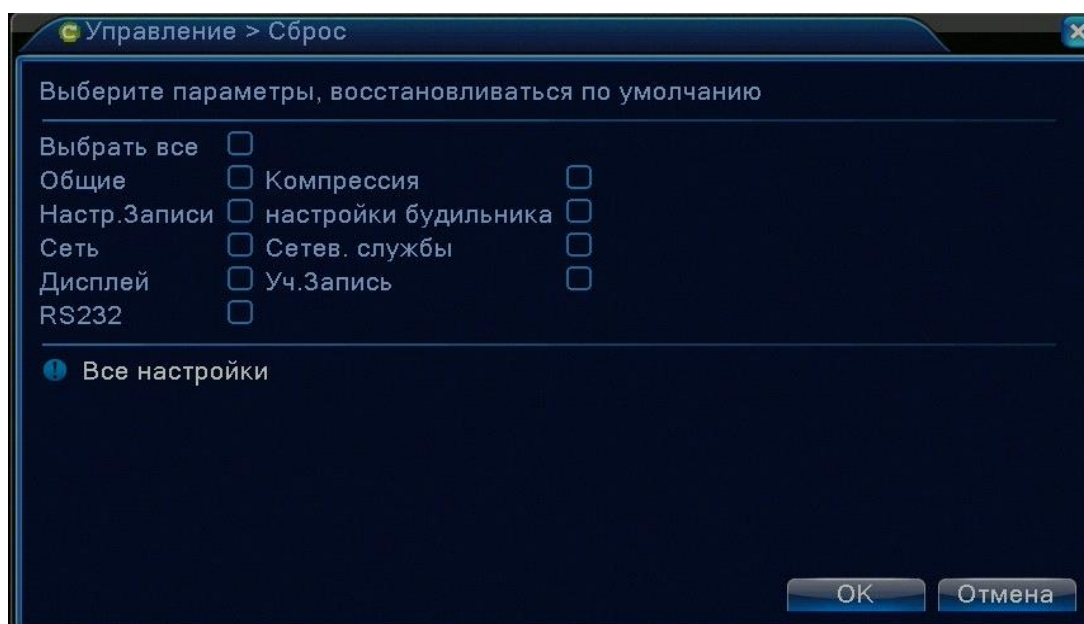 Управление > Сброс
Выберите параметры, восстановливаться по умолчанию
Выбрать все
Общие Компрессия
Настр.Записи настройки будильника
Сеть Сетев. службы
Дисплей Уч.Запись
RS232
Все настройки
OK Отмена